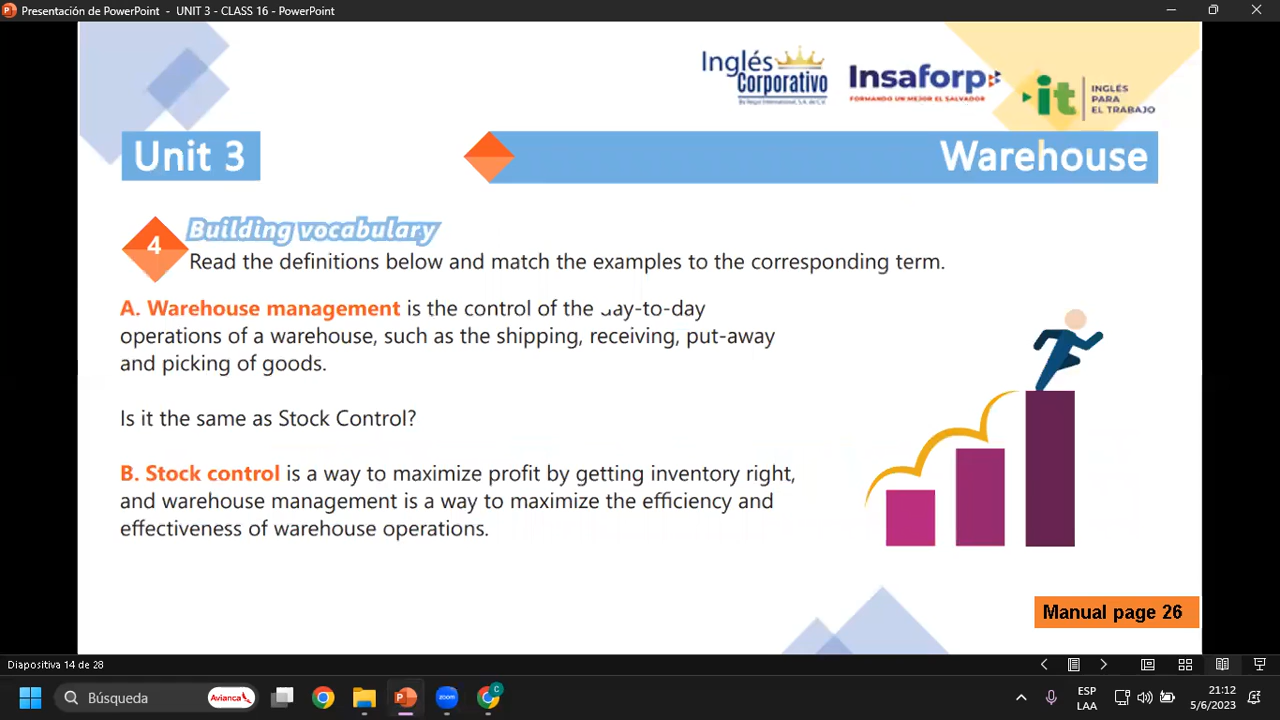 Presentación de PowerPoint - UNIT 3 - CLASS 16 - PowerPoint
Inglés
Corporativo
Insaforp
FORMANDO UN MEJOR EL SALVADOR
it
INGLÉS
PARA
EL TRABAJO
Unit 3
Warehouse
4
Building vocabulary
Read the definitions below and match the examples to the corresponding term.
A. Warehouse management is the control of the day-to-day
operations of a warehouse, such as the shipping, receiving, put-away
and picking of goods.
Is it the same as Stock Control?
B. Stock control is a way to maximize profit by getting inventory right,
and warehouse management is a way to maximize the efficiency and
effectiveness of warehouse operations.
Manual page 26
Diapositiva 14 de 28
Búsqueda
Avianca
zoom
C
ESP
LAA
21:12
5/6/2023